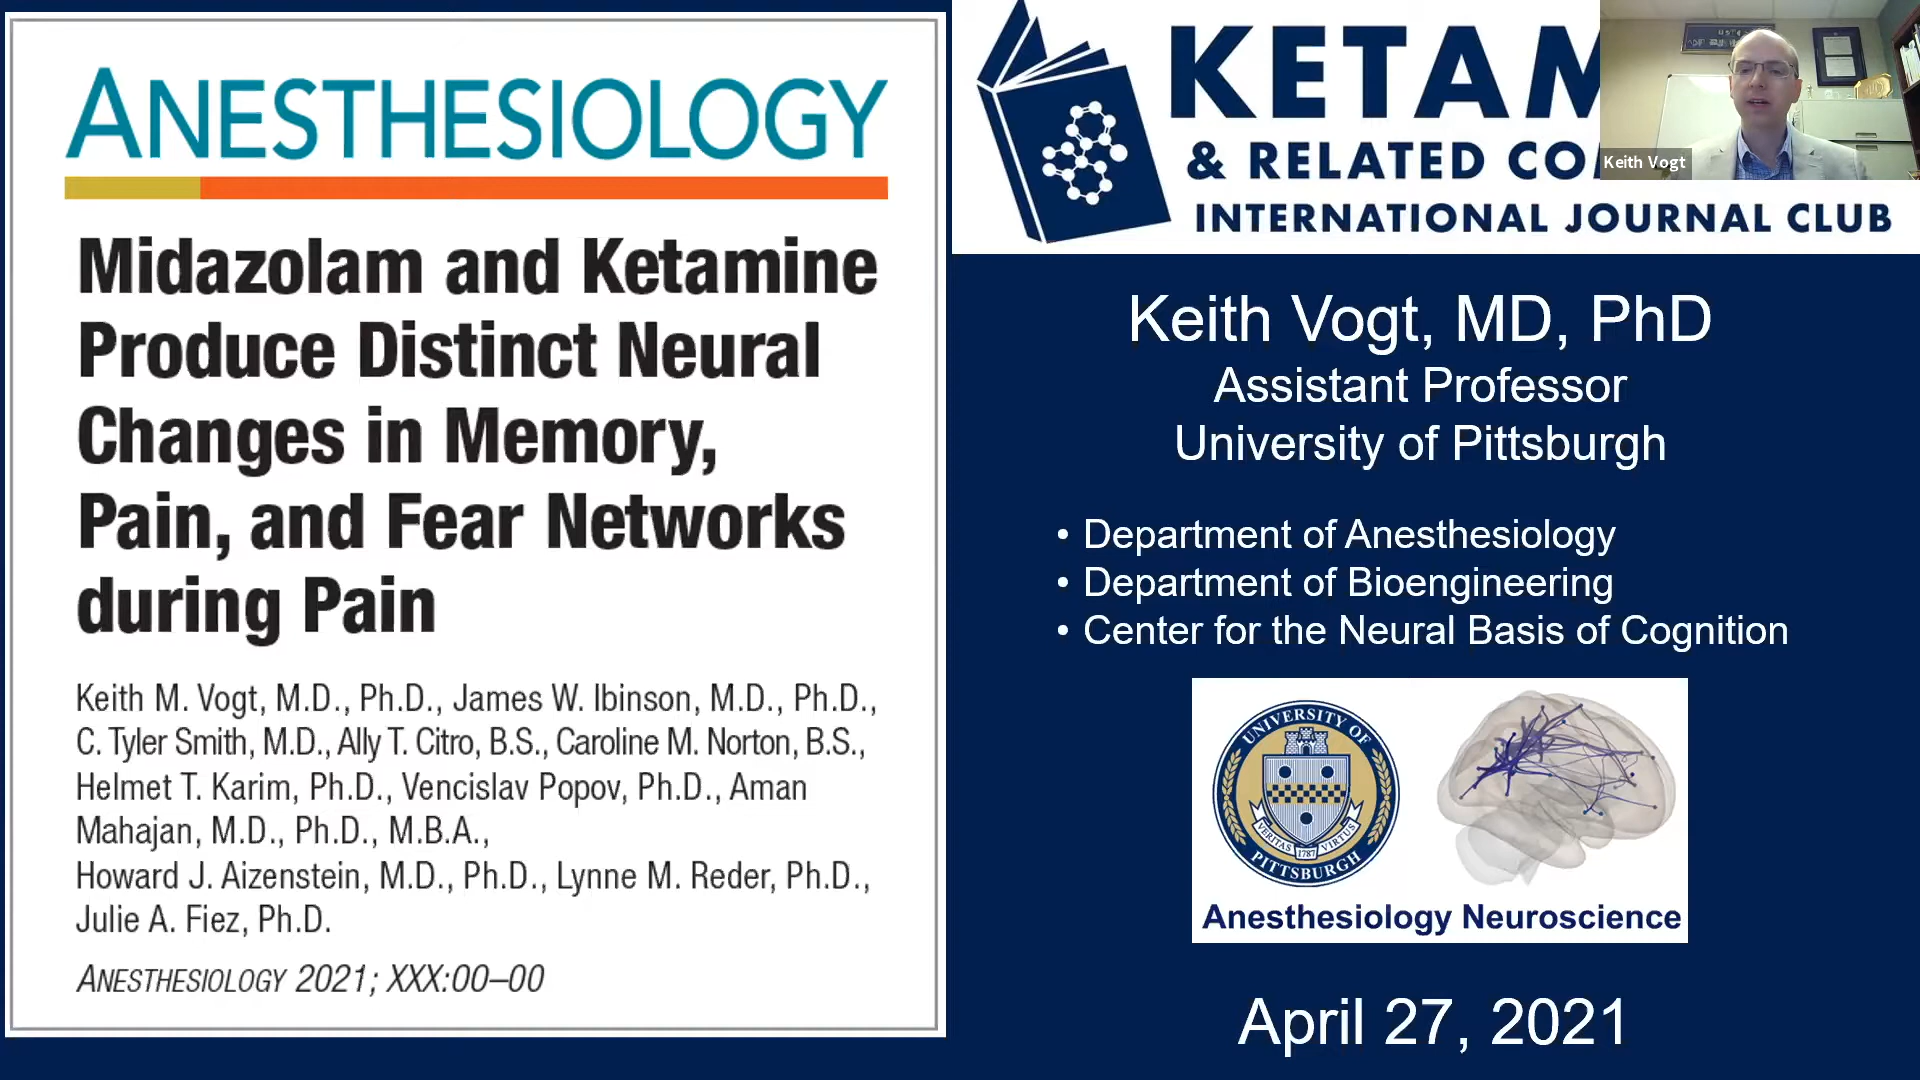 ANESTHESIOLOGY
Midazolam and Ketamine
Produce Distinct Neural
Changes in Memory,
Pain, and Fear Networks
during Pain
Keith M. Vogt, M.D., Ph.D., James W. Ibinson, M.D., Ph.D.,
C. Tyler Smith, M.D., Ally T. Citro, B.S., Caroline M. Norton, B.S.,
Helmet T. Karim, Ph.D., Vencislav Popov, Ph.D., Aman
Mahajan, M.D., Ph.D., M.B.A.,
Howard J. Aizenstein, M.D., Ph.D., Lynne M. Reder, Ph.D.,
Julie A. Fiez, Ph.D.
ANESTHESIOLOGY 2021; XXX:00–00
KETAM
& RELATED CO
INTERNATIONAL JOURNAL CLUB
Keith Vogt
Keith Vogt, MD, PhD
Assistant Professor
University of Pittsburgh
• Department of Anesthesiology
• Department of Bioengineering
• Center for the Neural Basis of Cognition
UNIVERSITY OF
PITTSBURGH
VERITAS 1787 VIRTUS
Anesthesiology Neuroscience
April 27, 2021